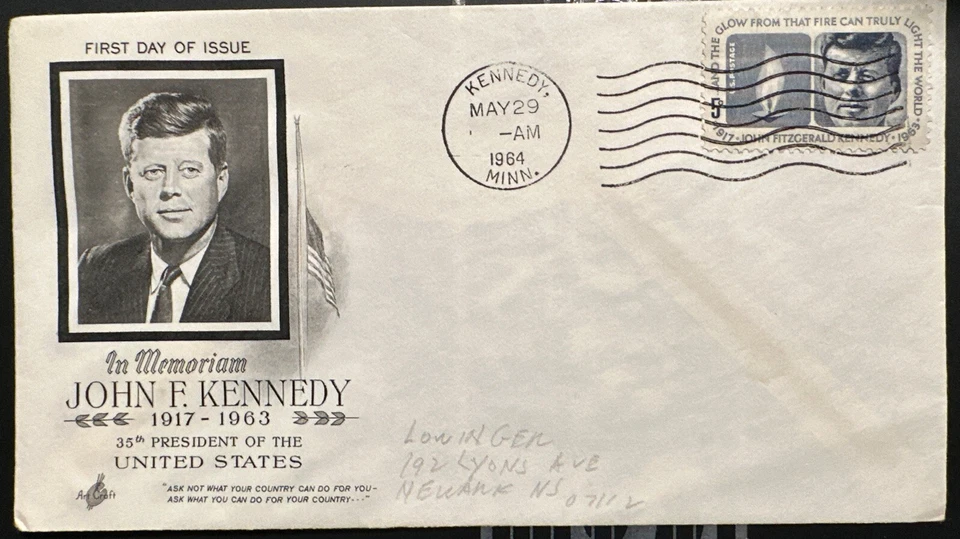 FIRST DAY OF ISSUE
In Memoriam
JOHN F. KENNEDY
1917 - 1963
35th PRESIDENT OF THE
UNITED STATES
"ASK NOT WHAT YOUR COUNTRY CAN DO FOR YOU-
ASK WHAT YOU CAN DO FOR YOUR COUNTRY---"
Art Craft
KENNEDY,
MAY 29
-AM
1964
MINN.
...AND THE GLOW FROM THAT FIRE CAN TRULY LIGHT THE WORLD.
U.S. POSTAGE
5¢
1917 · JOHN FITZGERALD KENNEDY · 1963
LOWINGER
192 LYONS AVE
NEWARK NJ 07112